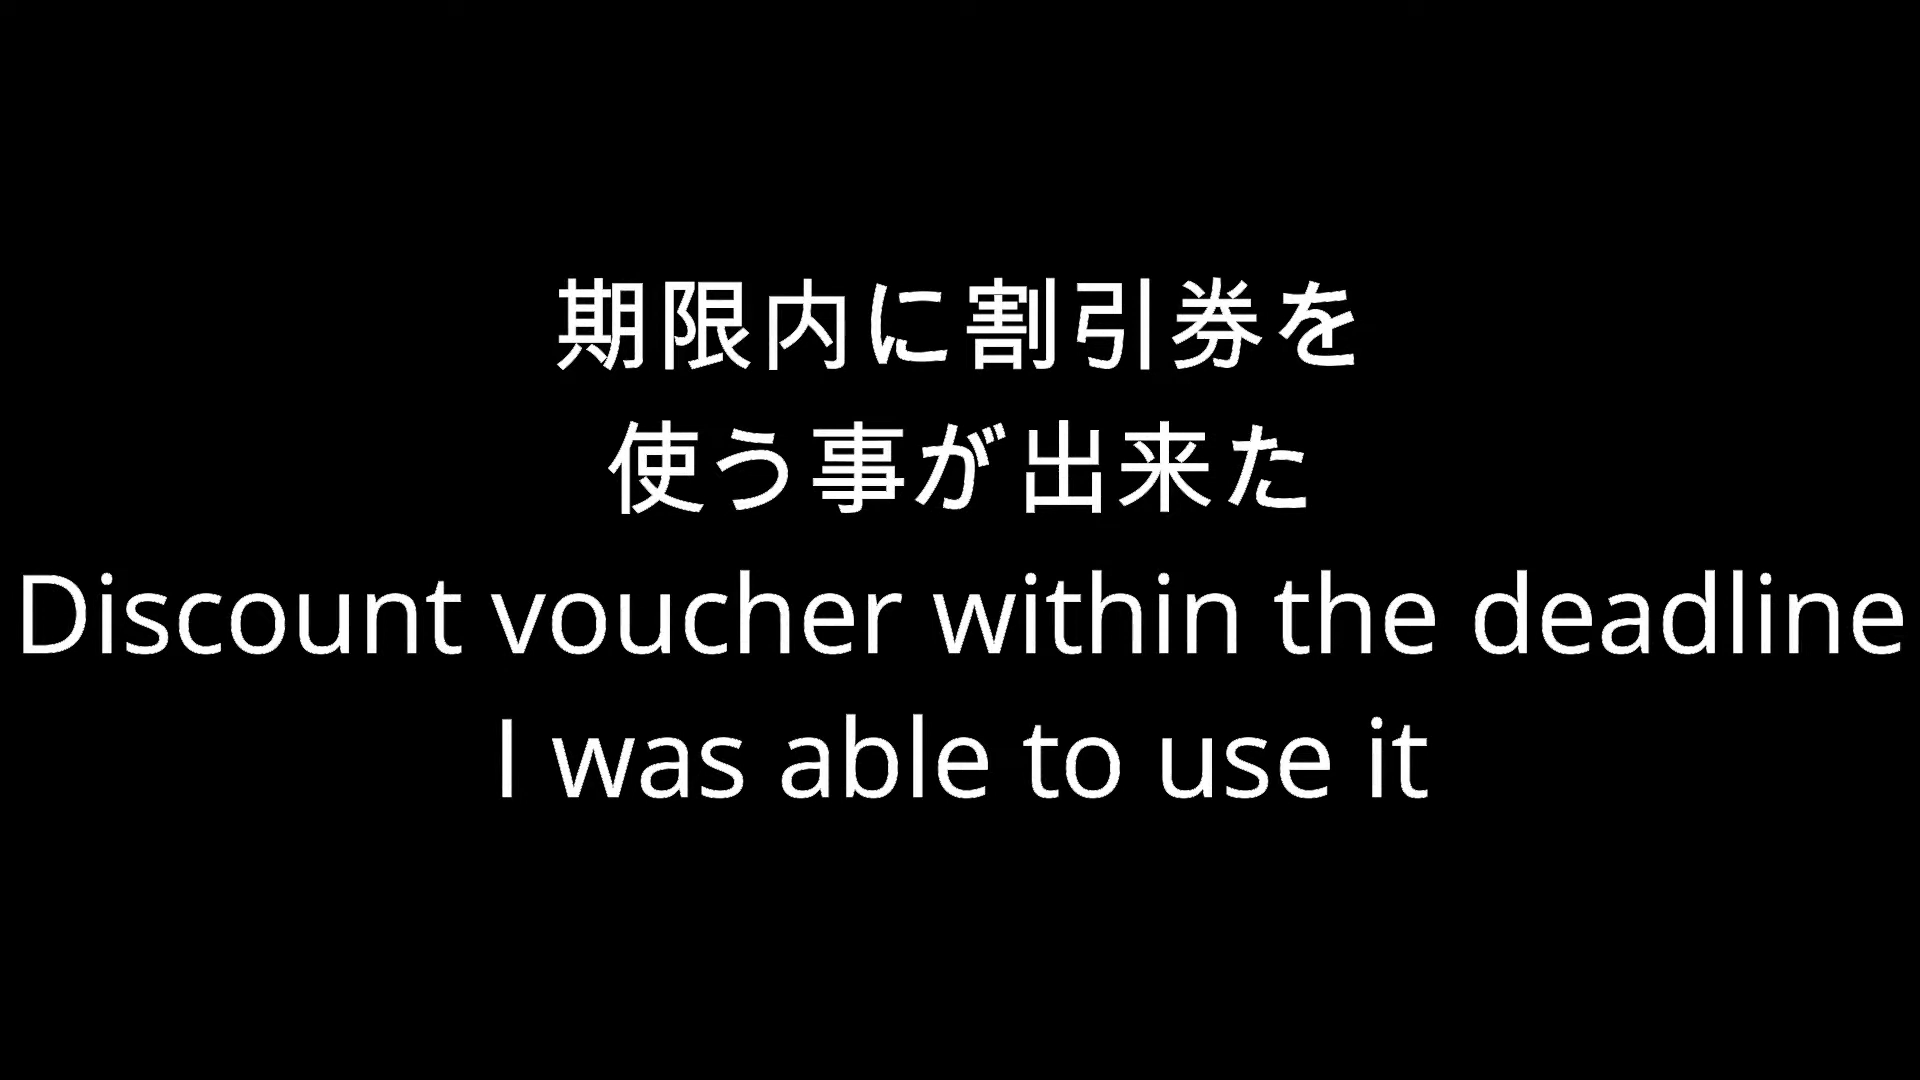 期限内に割引券を
使う事が出来た
Discount voucher within the deadline
I was able to use it